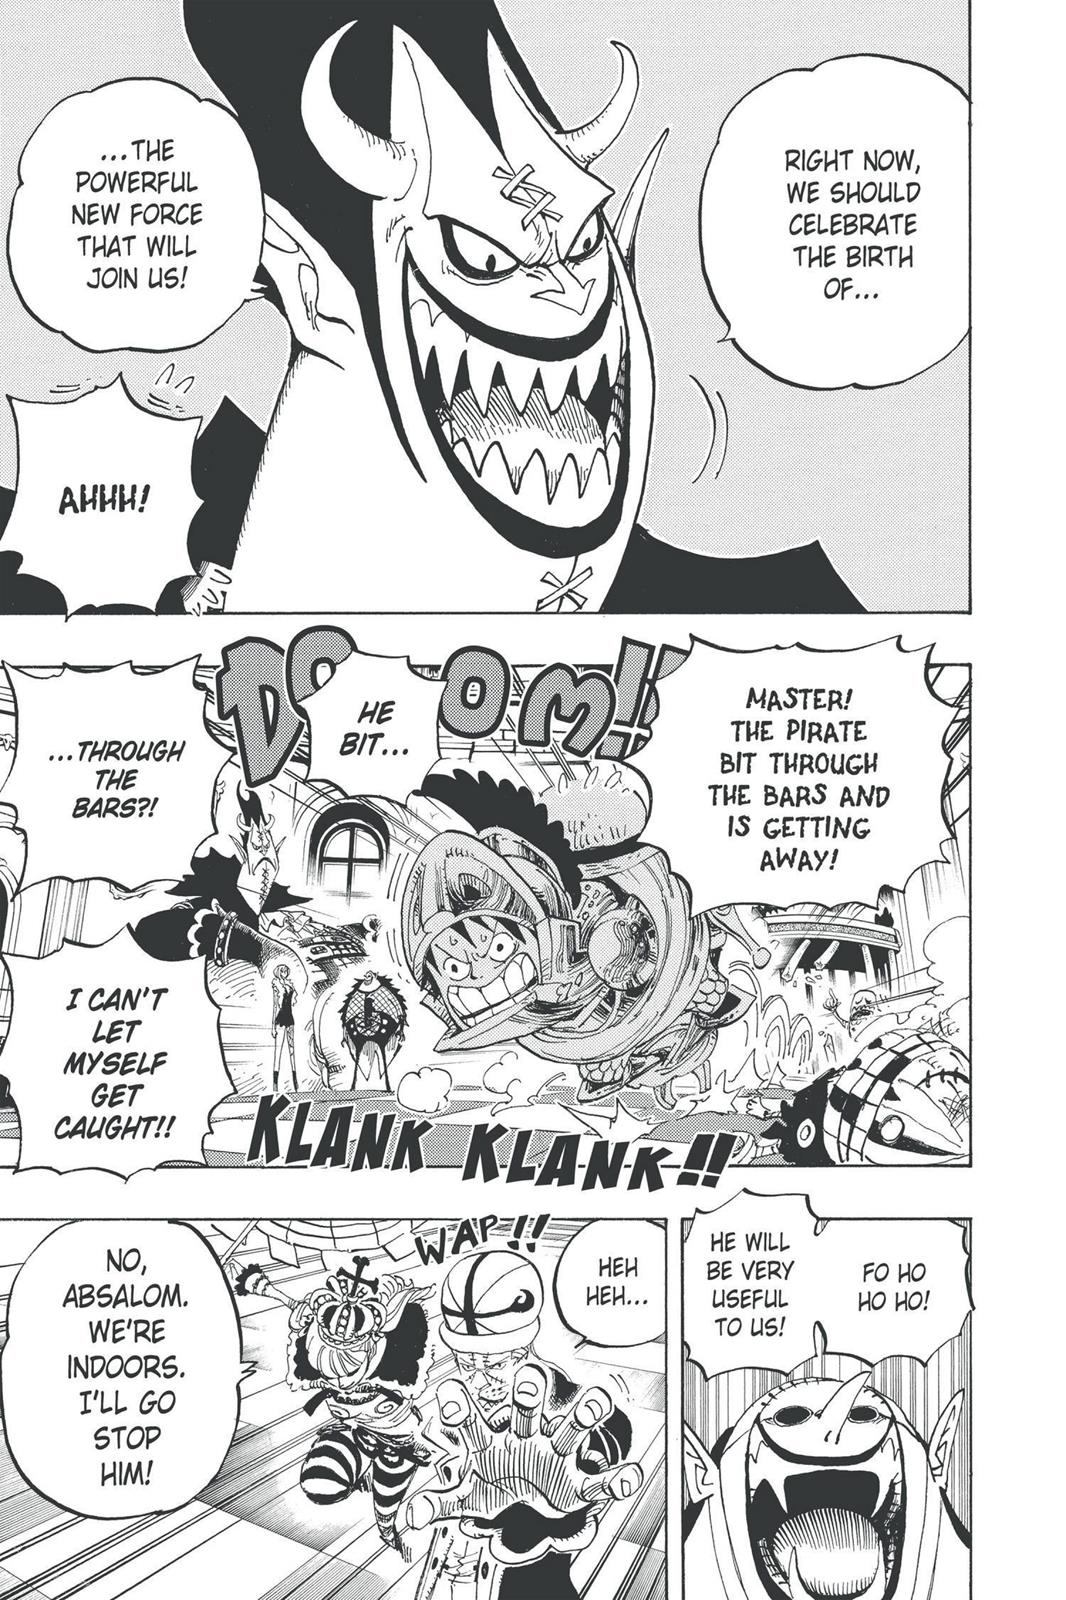 RIGHT NOW,
WE SHOULD
CELEBRATE
THE BIRTH
OF...
...THE
POWERFUL
NEW FORCE
THAT WILL
JOIN US!
AHHH!
MASTER!
THE PIRATE
BIT THROUGH
THE BARS AND
IS GETTING
AWAY!
DOOOM!!
HE
BIT...
...THROUGH
THE
BARS?!
I CAN'T
LET
MYSELF
GET
CAUGHT!!
KLANK KLANK!!
FO HO
HO HO!
HE WILL
BE VERY
USEFUL
TO US!
HEH
HEH...
WAP!!
NO,
ABSALOM.
WE'RE
INDOORS.
I'LL GO
STOP
HIM!